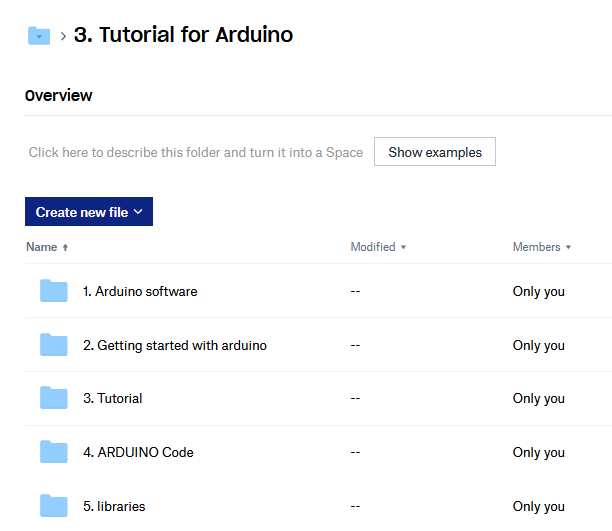 3. Tutorial for Arduino
Overview
Click here to describe this folder and turn it into a Space Show examples
Create new file
Name Modified Members
1. Arduino software -- Only you
2. Getting started with arduino -- Only you
3. Tutorial -- Only you
4. ARDUINO Code -- Only you
5. libraries -- Only you